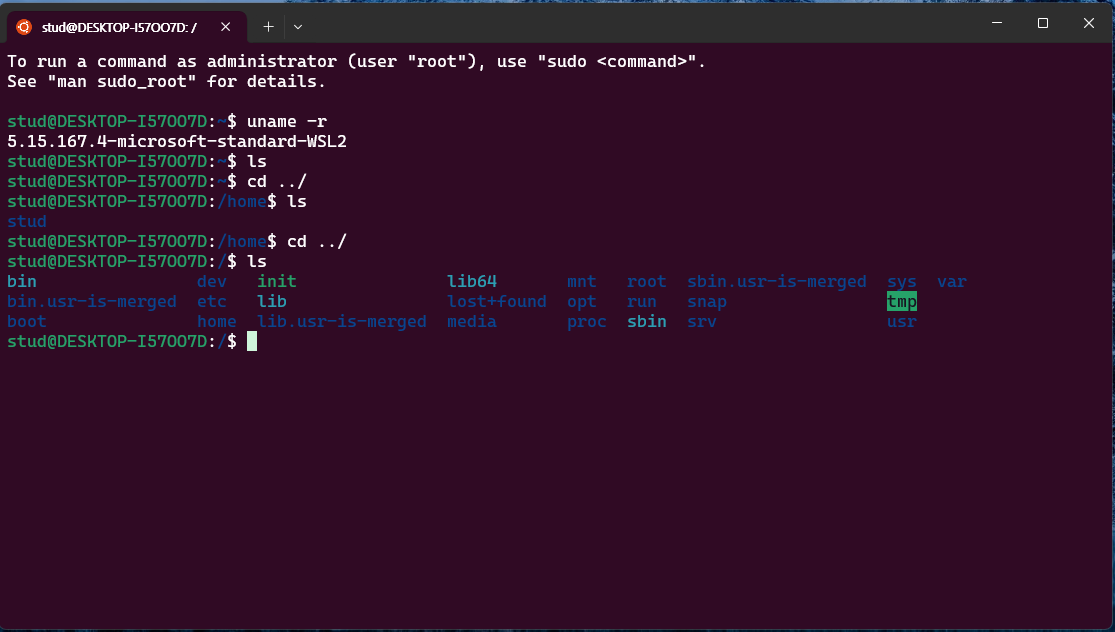 stud@DESKTOP-I57OO7D: /
To run a command as administrator (user "root"), use "sudo <command>".
See "man sudo_root" for details.
stud@DESKTOP-I57OO7D:~$ uname -r
5.15.167.4-microsoft-standard-WSL2
stud@DESKTOP-I57OO7D:~$ ls
stud@DESKTOP-I57OO7D:~$ cd ../
stud@DESKTOP-I57OO7D:/home$ ls
stud
stud@DESKTOP-I57OO7D:/home$ cd ../
stud@DESKTOP-I57OO7D:/$ ls
bin dev init lib64 mnt root sbin.usr-is-merged sys var
bin.usr-is-merged etc lib lost+found opt run snap tmp
boot home lib.usr-is-merged media proc sbin srv usr
stud@DESKTOP-I57OO7D:/$